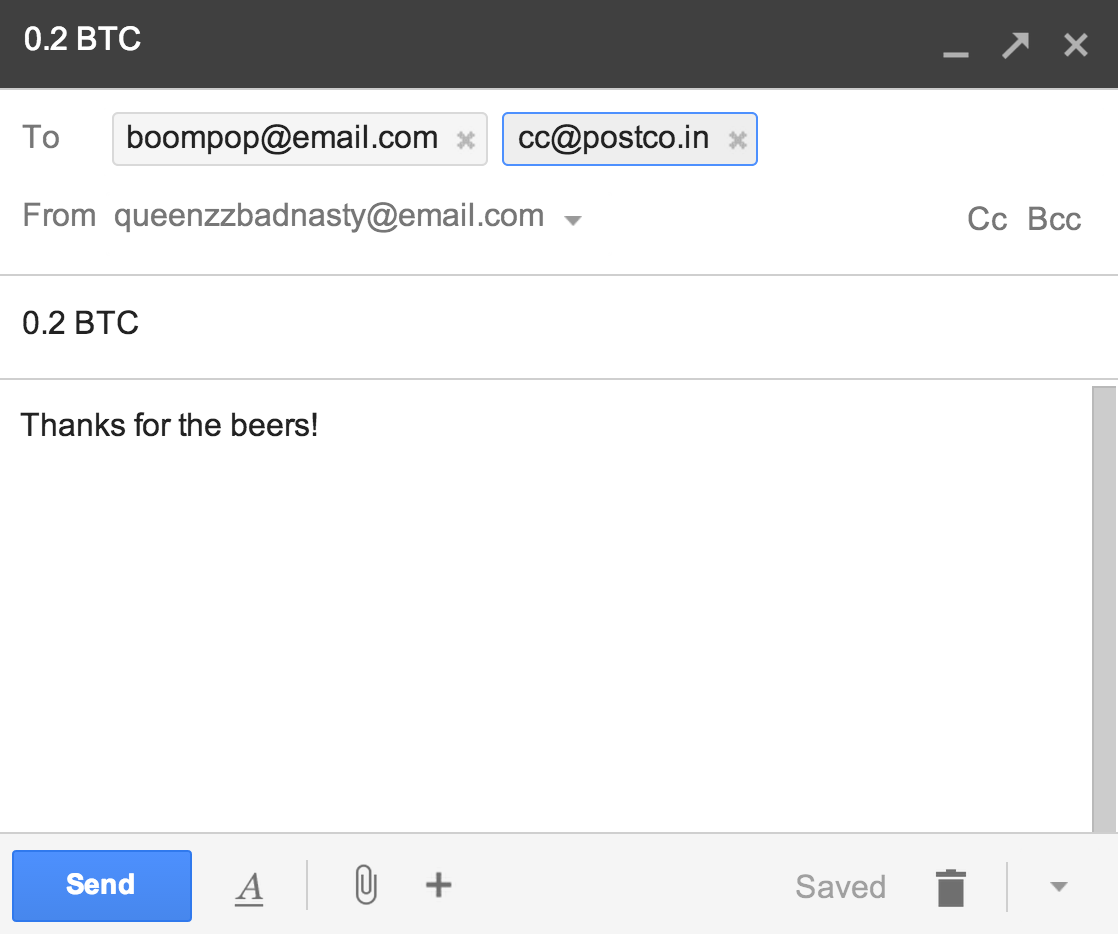 0.2 BTC
To boompop@email.com cc@postco.in
From queenzzbadnasty@email.com Cc Bcc
0.2 BTC
Thanks for the beers!
Send A Saved